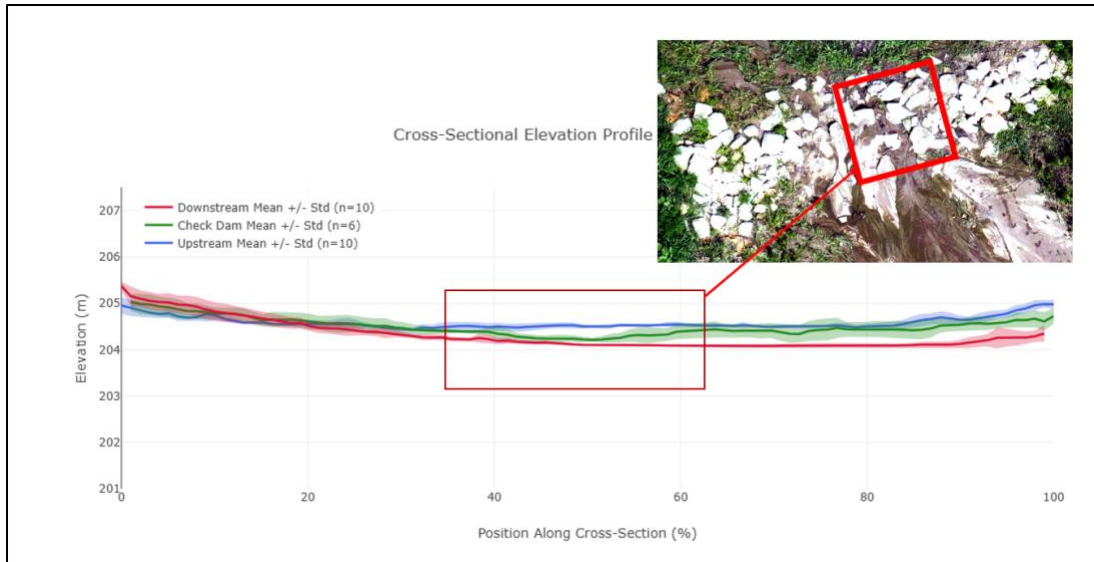 Cross-Sectional Elevation Profile
Downstream Mean +/- Std (n=10)
Check Dam Mean +/- Std (n=6)
Upstream Mean +/- Std (n=10)
207
206
205
204
203
202
201
Elevation (m)
0
20
40
60
80
100
Position Along Cross-Section (%)